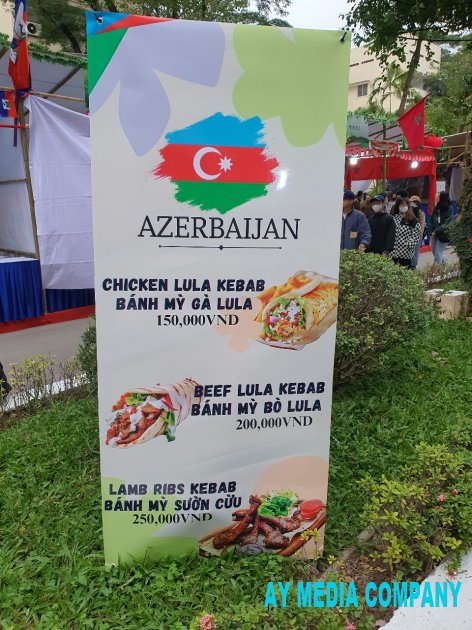 AZERBAIJAN
CHICKEN LULA KEBAB
BÁNH MỲ GÀ LULA
150,000VND
BEEF LULA KEBAB
BÁNH MỲ BÒ LULA
200,000VND
LAMB RIBS KEBAB
BÁNH MỲ SƯỜN CỪU
250,000VND
AY MEDIA COMPANY